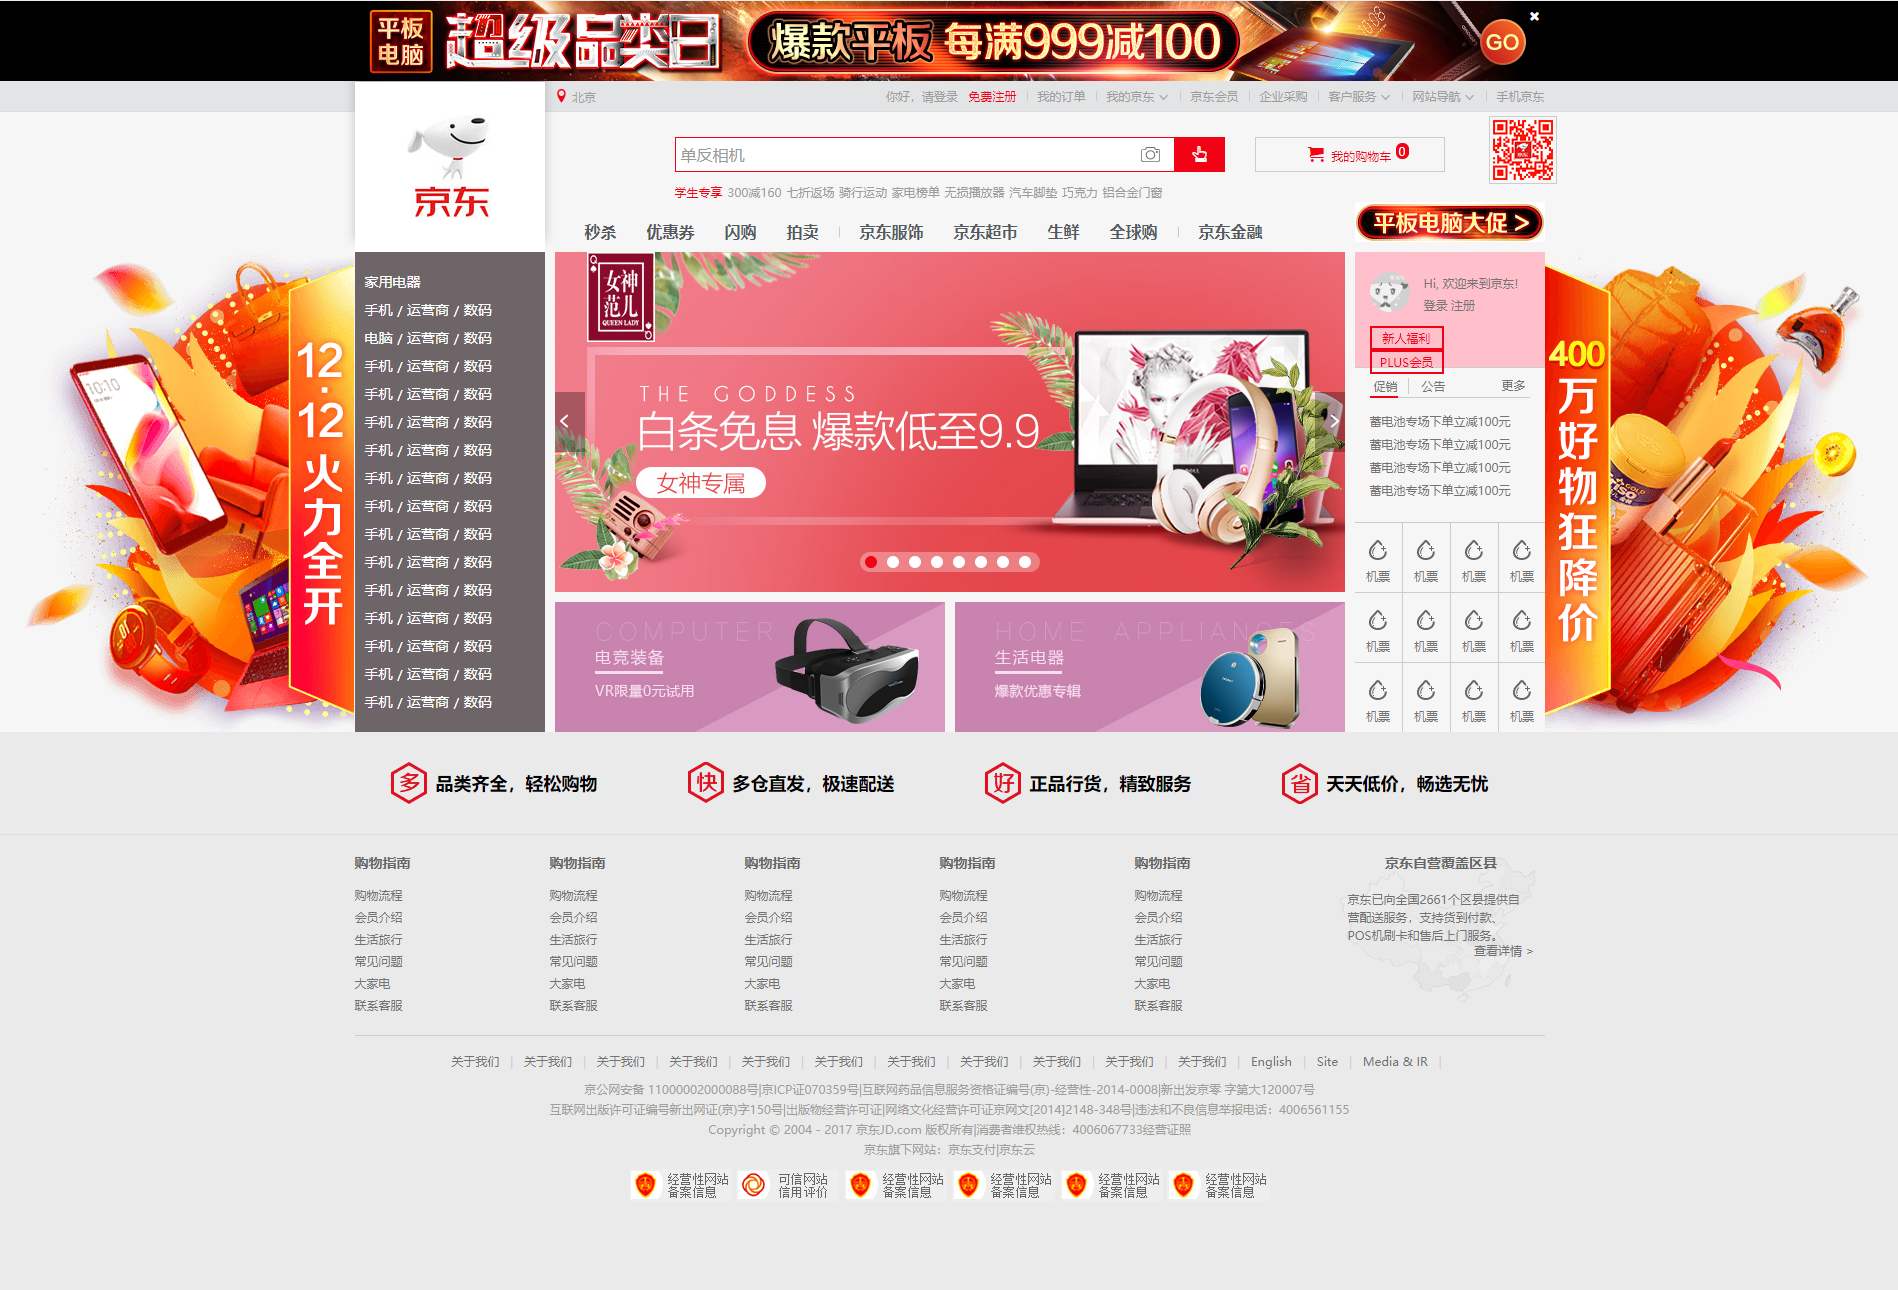 平板电脑 超级品类日 爆款平板 每满999减100 GO
北京 你好，请登录 免费注册 我的订单 我的京东 京东会员 企业采购 客户服务 网站导航 手机京东
京东
单反相机
我的购物车 0
学生专享 300减160 七折返场 骑行运动 家电榜单 无损播放器 汽车脚垫 巧克力 铝合金门窗
秒杀 优惠券 闪购 拍卖 京东服饰 京东超市 生鲜 全球购 京东金融
平板电脑大促 >
12·12火力全开
家用电器
手机 / 运营商 / 数码
电脑 / 运营商 / 数码
手机 / 运营商 / 数码
手机 / 运营商 / 数码
手机 / 运营商 / 数码
手机 / 运营商 / 数码
手机 / 运营商 / 数码
手机 / 运营商 / 数码
手机 / 运营商 / 数码
手机 / 运营商 / 数码
手机 / 运营商 / 数码
手机 / 运营商 / 数码
手机 / 运营商 / 数码
手机 / 运营商 / 数码
手机 / 运营商 / 数码
Q
女神范儿
QUEEN LADY
Q
THE GODDESS
白条免息 爆款低至9.9
女神专属
COMPUTER
电竞装备
VR限量0元试用
HOME APPLIANCES
生活电器
爆款优惠专辑
Hi, 欢迎来到京东!
登录 注册
新人福利
PLUS会员
促销 公告 更多
蓄电池专场下单立减100元
蓄电池专场下单立减100元
蓄电池专场下单立减100元
蓄电池专场下单立减100元
机票 机票 机票 机票
机票 机票 机票 机票
机票 机票 机票 机票
400万好物狂降价
多 品类齐全，轻松购物 快 多仓直发，极速配送 好 正品行货，精致服务 省 天天低价，畅选无忧
购物指南 购物指南 购物指南 购物指南 购物指南
购物流程 购物流程 购物流程 购物流程 购物流程
会员介绍 会员介绍 会员介绍 会员介绍 会员介绍
生活旅行 生活旅行 生活旅行 生活旅行 生活旅行
常见问题 常见问题 常见问题 常见问题 常见问题
大家电 大家电 大家电 大家电 大家电
联系客服 联系客服 联系客服 联系客服 联系客服
京东自营覆盖区县
京东已向全国2661个区县提供自
营配送服务，支持货到付款、
POS机刷卡和售后上门服务。
查看详情 >
关于我们 | 关于我们 | 关于我们 | 关于我们 | 关于我们 | 关于我们 | 关于我们 | 关于我们 | 关于我们 | 关于我们 | 关于我们 | English | Site | Media & IR |
京公网安备 11000002000088号|京ICP证070359号|互联网药品信息服务资格证编号(京)-经营性-2014-0008|新出发京零 字第大120007号
互联网出版许可证编号新出网证(京)字150号|出版物经营许可证|网络文化经营许可证京网文[2014]2148-348号|违法和不良信息举报电话：4006561155
Copyright © 2004 - 2017 京东JD.com 版权所有|消费者维权热线：4006067733经营证照
京东旗下网站：京东支付|京东云
经营性网站 可信网站 经营性网站 经营性网站 经营性网站 经营性网站
备案信息 信用评价 备案信息 备案信息 备案信息 备案信息